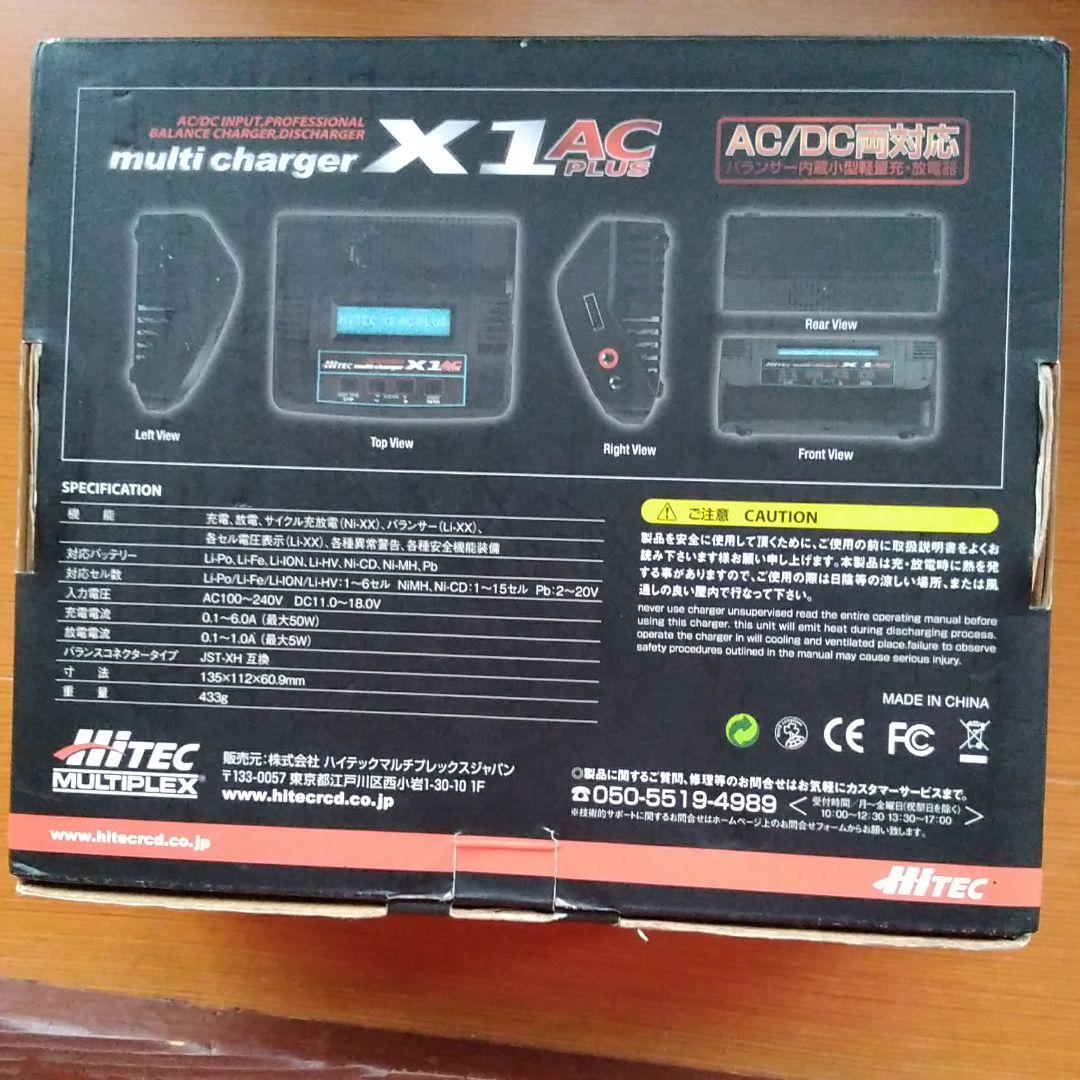 AC/DC INPUT,PROFESSIONAL
BALANCE CHARGER,DISCHARGER
multi charger X1 AC PLUS
AC/DC両対応
バランサー内蔵小型軽量充・放電器
HiTEC X1 AC PLUS
HiTEC multi charger X1AC
HiTEC multi charger
Left View
Top View
Right View
Rear View
Front View
SPECIFICATION
機 能 充電、放電、サイクル充放電(Ni-XX)、バランサー(Li-XX)、
各セル電圧表示(Li-XX)、各種異常警告、各種安全機能装備
対応バッテリー Li-Po, Li-Fe, Li-ION, Li-HV, Ni-CD, Ni-MH, Pb
対応セル数 Li-Po/Li-Fe/Li-ION/Li-HV:1〜6セル NiMH、Ni-CD:1〜15セル Pb:2〜20V
入力電圧 AC100〜240V DC11.0〜18.0V
充電電流 0.1〜6.0A (最大50W)
放電電流 0.1〜1.0A (最大5W)
バランスコネクタータイプ JST-XH 互換
寸 法 135×112×60.9mm
重 量 433g
⚠ ご注意 CAUTION
製品を安全に使用して頂くために、ご使用の前に取扱説明書をよくお
読み下さいます様お願い申し上げます。本製品は充・放電時に熱を発
する事がありますので、ご使用の際は日陰等の涼しい場所、または風
通しの良い屋内で行なって下さい。
never use charger unsupervised read the entire operating manual before
using this charger. this unit will emit heat during discharging process.
operate the charger in will cooling and ventilated place.failure to observe
safety procedures outlined in the manual may cause serious injury.
MADE IN CHINA
CE FC
HiTEC
MULTIPLEX®
販売元:株式会社 ハイテックマルチプレックスジャパン
〒133-0057 東京都江戸川区西小岩1-30-10 1F
www.hitecrcd.co.jp
◎製品に関するご質問、修理等のお問合せはお気軽にカスタマーサービスまで。
☎050-5519-4989
受付時間/月〜金曜日(祝祭日を除く)
10:00〜12:30 13:30〜17:00
※技術的サポートに関するお問合せはホームページ上のお問合せフォームからお願い致します。
www.hitecrcd.co.jp
HiTEC